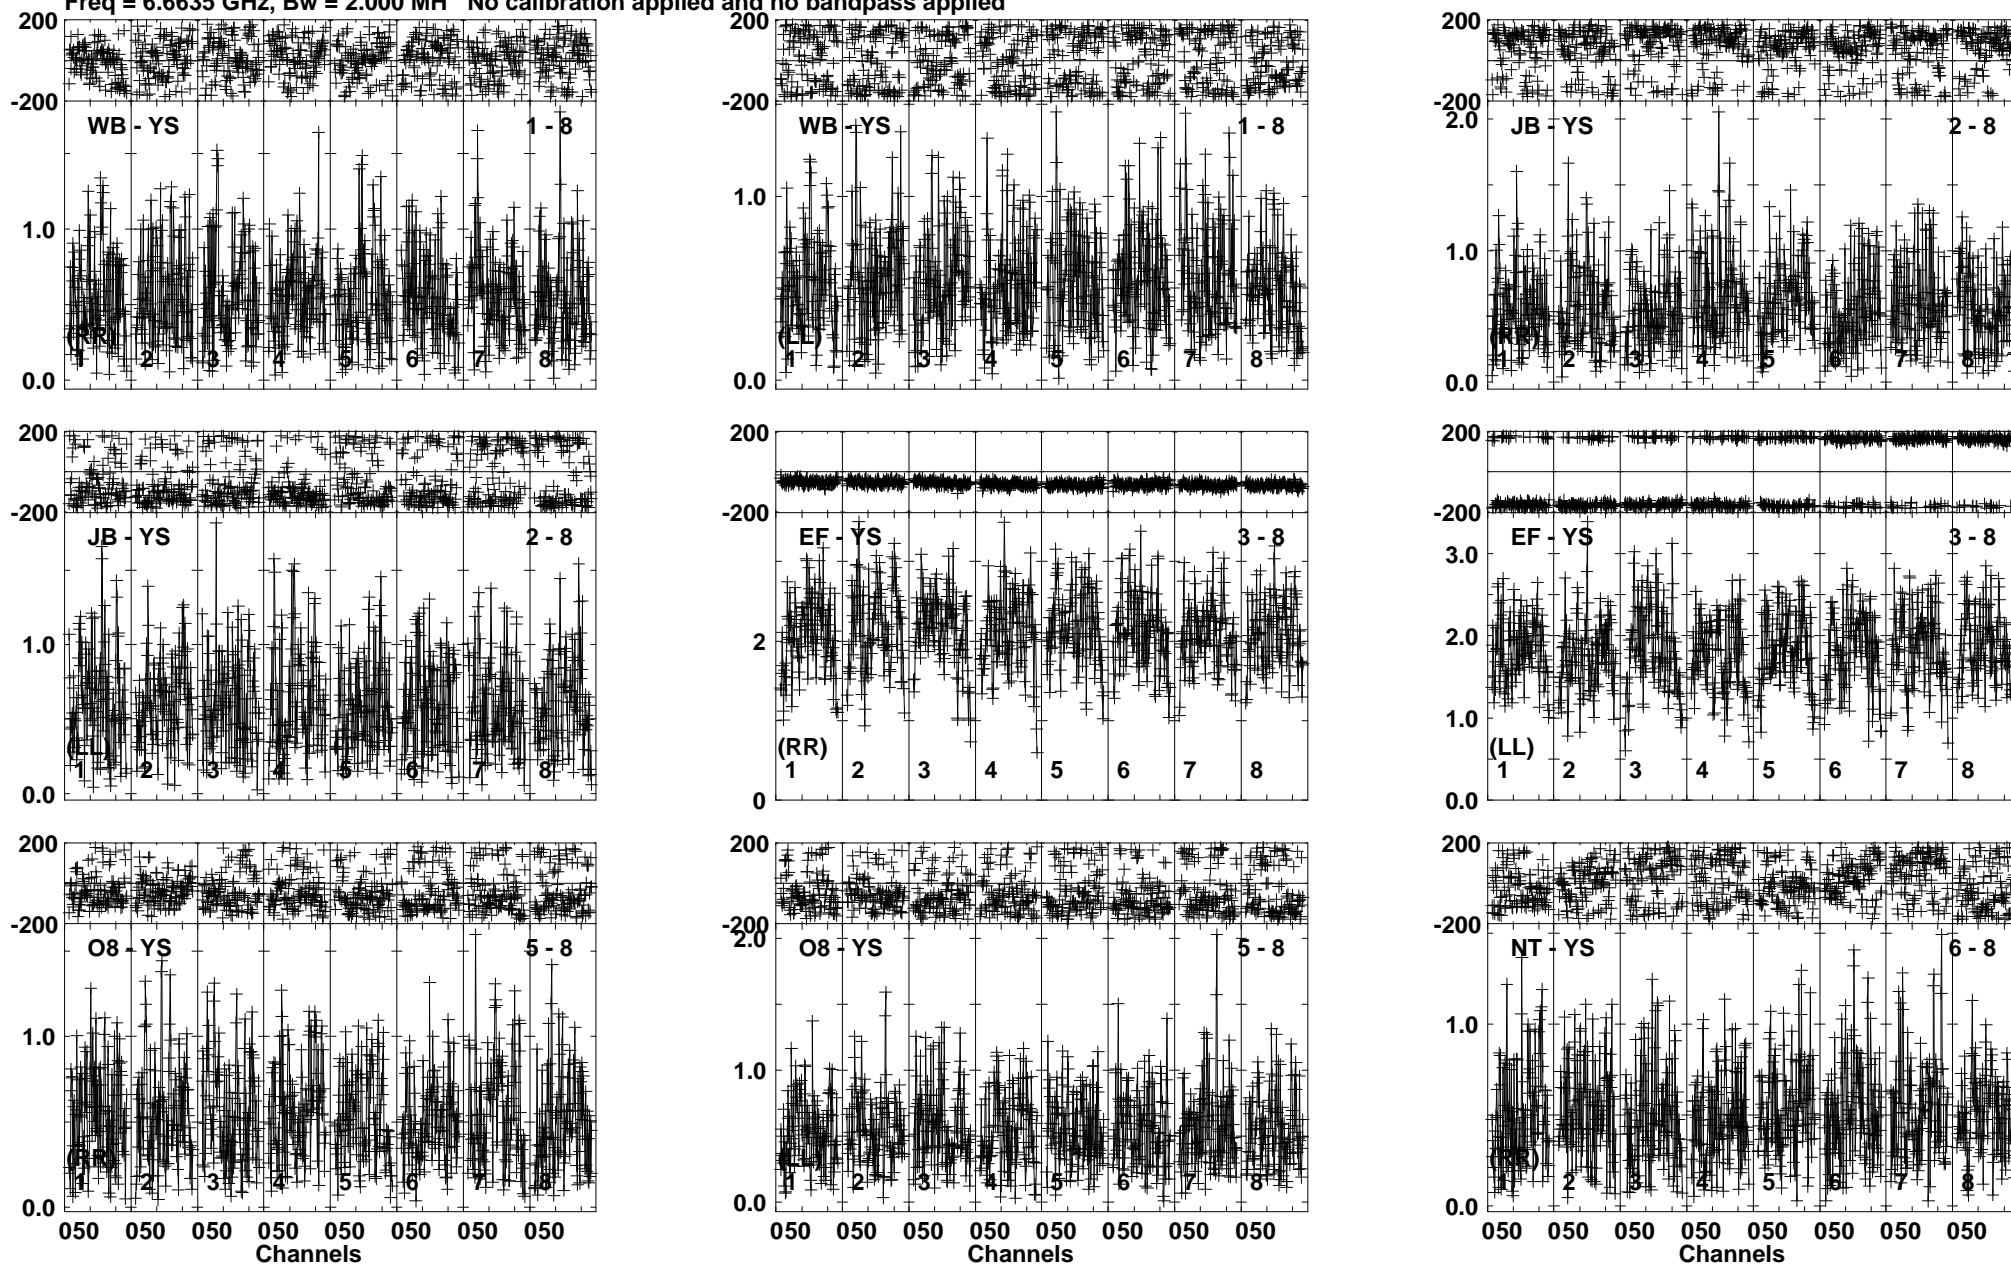 Freq = 6.6635 GHz, Bw = 2.000 MH No calibration applied and no bandpass applied
200 200 200
-200 -200 -200
WB - YS 1 - 8 WB - YS 1 - 8 JB - YS 2 - 8
2.0
1.0 1.0 1.0
(RR) (LL) (RR)
1 2 3 4 5 6 7 8 1 2 3 4 5 6 7 8 1 2 3 4 5 6 7 8
0.0 0.0 0.0
200 200 200
-200 -200 -200
JB - YS 2 - 8 EF - YS 3 - 8 EF - YS 3 - 8
3.0
1.0 2 2.0
1.0
(LL) (RR) (LL)
1 2 3 4 5 6 7 8 1 2 3 4 5 6 7 8 1 2 3 4 5 6 7 8
0.0 0 0.0
200 200 200
-200 -200 -200
2.0
O8 - YS 5 - 8 O8 - YS 5 - 8 NT - YS 6 - 8
1.0 1.0 1.0
(RR) (LL) (RR)
1 2 3 4 5 6 7 8 1 2 3 4 5 6 7 8 1 2 3 4 5 6 7 8
0.0 0.0 0.0
050 050 050 050 050 050 050 050 050 050 050 050 050 050 050 050 050 050 050 050 050 050 050 050
Channels Channels Channels